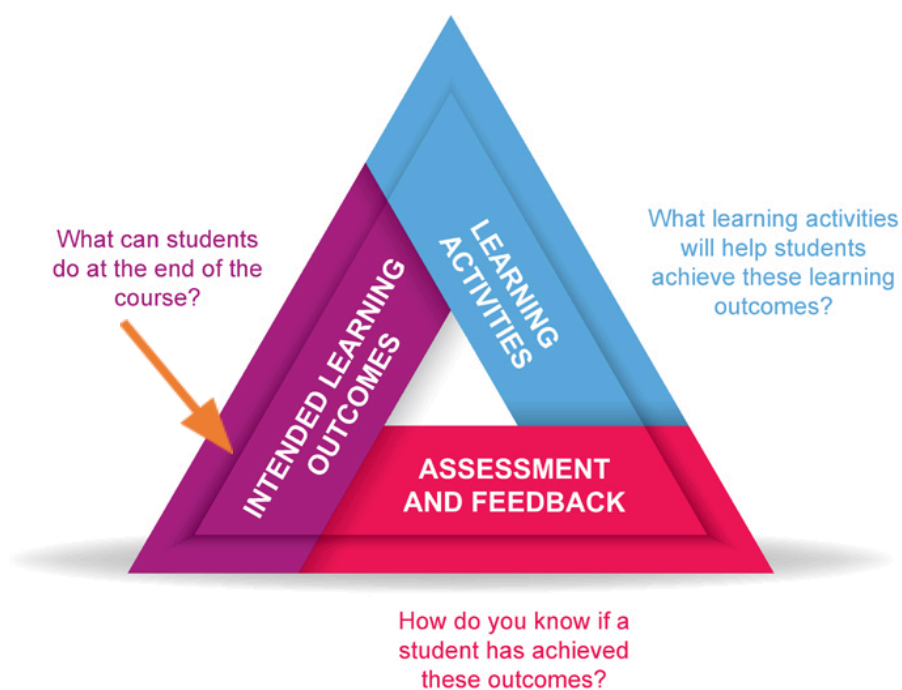 What can students
do at the end of the
course?
INTENDED LEARNING
OUTCOMES
LEARNING
ACTIVITIES
What learning activities
will help students
achieve these learning
outcomes?
ASSESSMENT
AND FEEDBACK
How do you know if a
student has achieved
these outcomes?